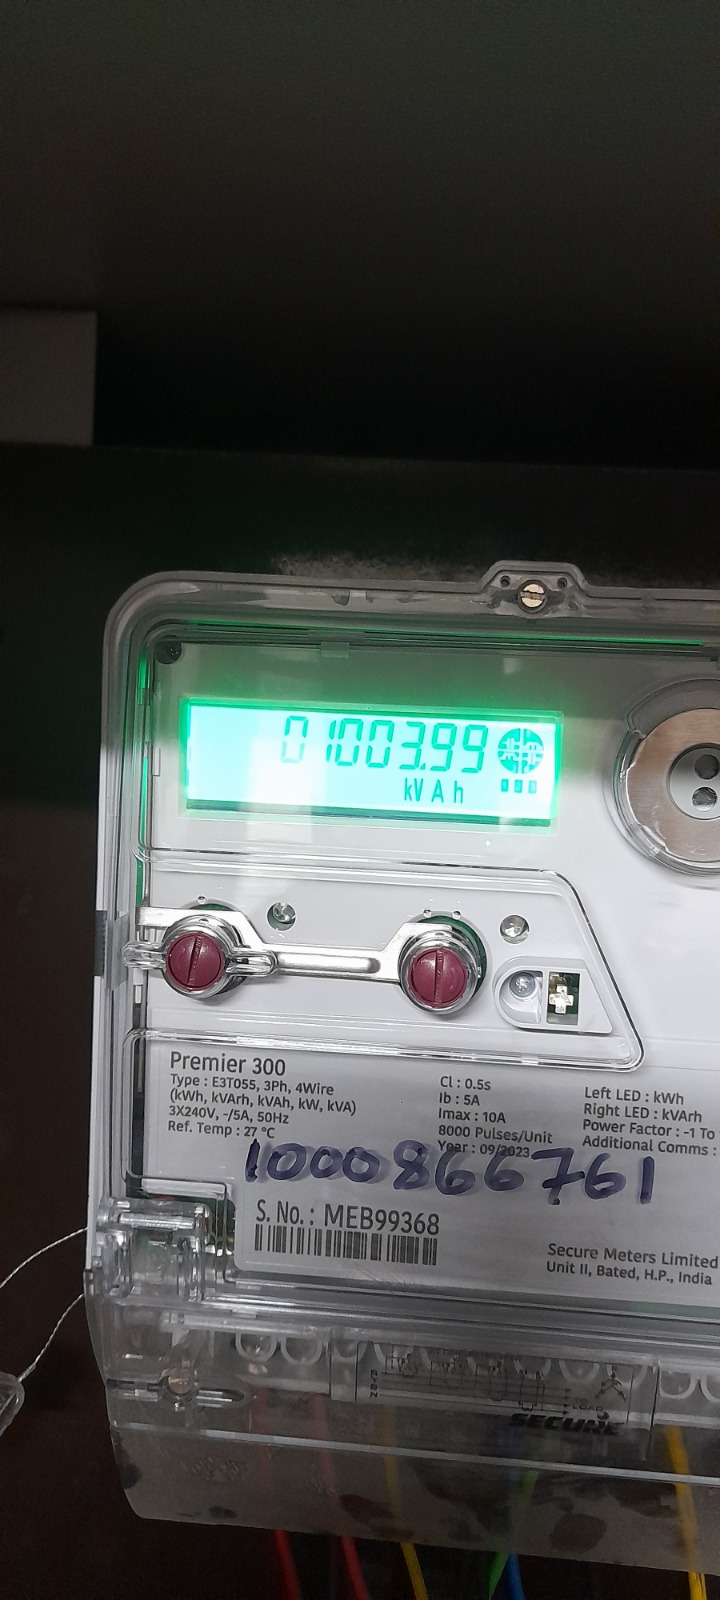 01003.99
kVAh
Premier 300
Type : E3T055, 3Ph, 4Wire
(kWh, kVArh, kVAh, kW, kVA)
3X240V, -/5A, 50Hz
Ref. Temp : 27 °C
Cl : 0.5s
Ib : 5A
Imax : 10A
8000 Pulses/Unit
Year : 09/2023
Left LED : kWh
Right LED : kVArh
Power Factor : -1 To
Additional Comms :
1000866761
S. No. : MEB99368
Secure Meters Limited
Unit II, Bated, H.P., India
SECURE